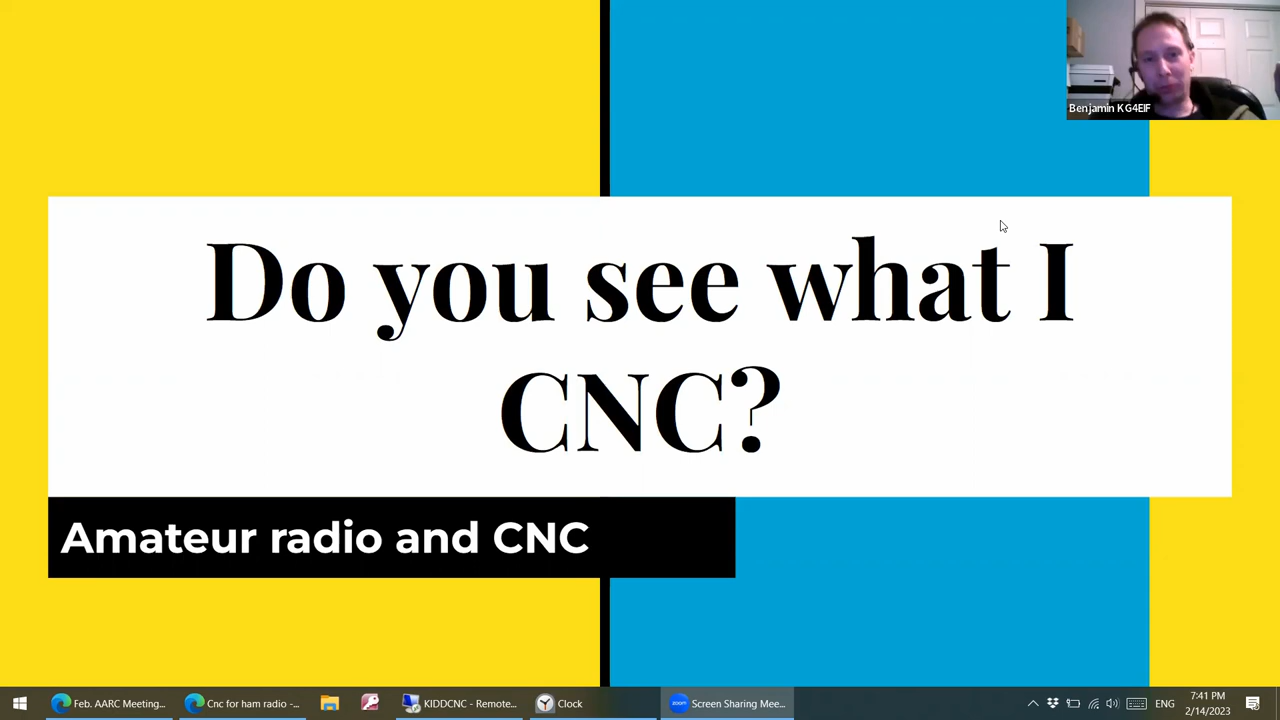 Benjamin KG4EIF
Do you see what I
CNC?
Amateur radio and CNC
Feb. AARC Meeting...
Cnc for ham radio -...
KIDDCNC - Remote...
Clock
zoom
Screen Sharing Mee...
ENG
7:41 PM
2/14/2023